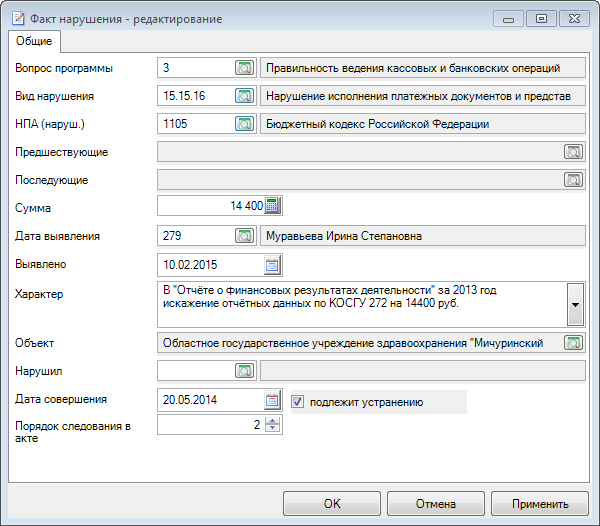 Факт нарушения - редактирование
Общие
Вопрос программы 3 Правильность ведения кассовых и банковских операций
Вид нарушения 15.15.16 Нарушение исполнения платежных документов и представ
НПА (наруш.) 1105 Бюджетный кодекс Российской Федерации
Предшествующие
Последующие
Сумма 14 400
Дата выявления 279 Муравьева Ирина Степановна
Выявлено 10.02.2015
Характер В "Отчёте о финансовых результатах деятельности" за 2013 год
искажение отчётных данных по КОСГУ 272 на 14400 руб.
Объект Областное государственное учреждение здравоохранения "Мичуринский
Нарушил
Дата совершения 20.05.2014 подлежит устранению
Порядок следования в 2
акте
OK Отмена Применить